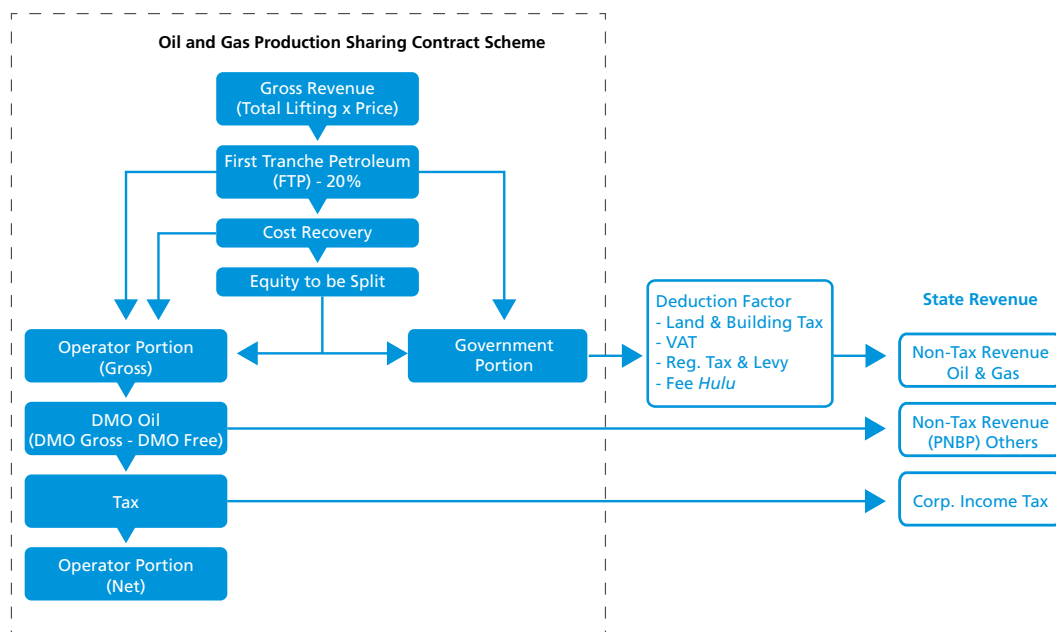 Oil and Gas Production Sharing Contract Scheme
Gross Revenue
(Total Lifting x Price)
First Tranche Petroleum
(FTP) - 20%
Cost Recovery
Equity to be Split
Operator Portion
(Gross)
Government
Portion
Deduction Factor
- Land & Building Tax
- VAT
- Reg. Tax & Levy
- Fee Hulu
State Revenue
Non-Tax Revenue
Oil & Gas
DMO Oil
(DMO Gross - DMO Free)
Non-Tax Revenue
(PNBP) Others
Tax
Corp. Income Tax
Operator Portion
(Net)